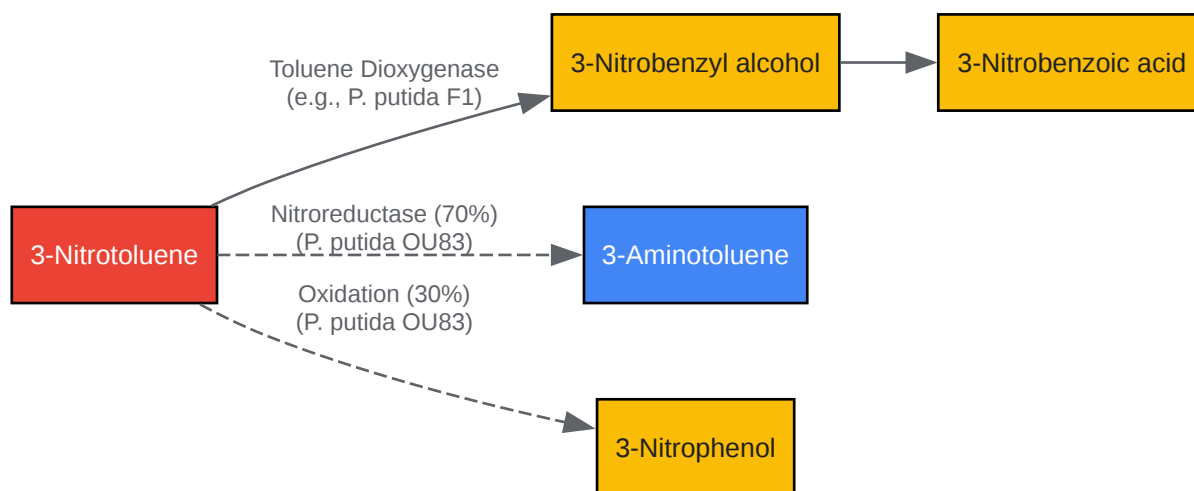 3-Nitrobenzyl alcohol
3-Nitrobenzoic acid
Toluene Dioxygenase
(e.g., P. putida F1)
3-Nitrotoluene
Nitroreductase (70%)
(P. putida OU83)
3-Aminotoluene
Oxidation (30%)
(P. putida OU83)
3-Nitrophenol